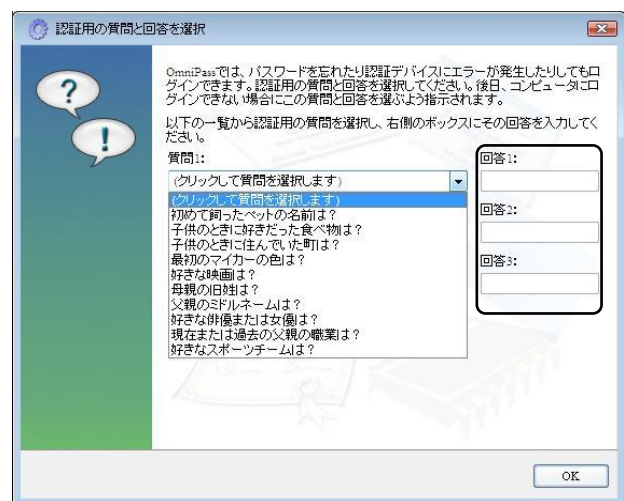 認証用の質問と回答を選択
OmniPassでは、パスワードを忘れたり認証デバイスにエラーが発生したりしてもロ
グインできます。認証用の質問と回答を選択してください。後日、コンピュータにロ
グインできない場合にこの質問と回答を選ぶよう指示されます。
以下の一覧から認証用の質問を選択し、右側のボックスにその回答を入力してく
ださい。
質問1:
回答1:
(クリックして質問を選択します)
(クリックして質問を選択します)
初めて飼ったペットの名前は?
回答2:
子供のときに好きだった食べ物は?
子供のときに住んでいた町は?
最初のマイカーの色は?
回答3:
好きな映画は?
母親の旧姓は?
父親のミドルネームは?
好きな俳優または女優は?
現在または過去の父親の職業は?
好きなスポーツチームは?
OK
?
!